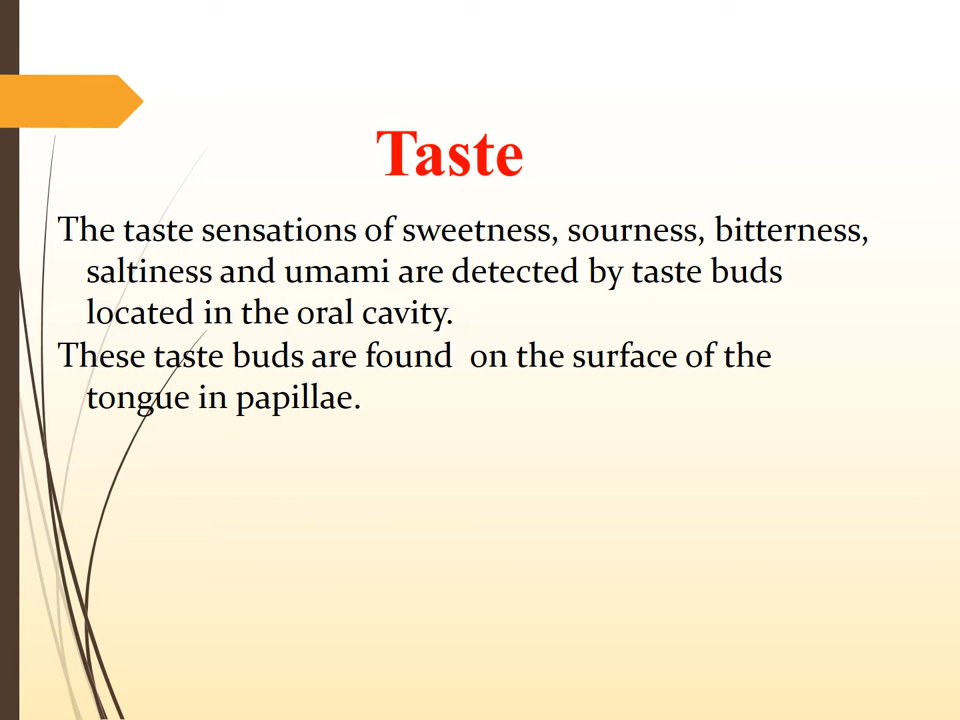 Taste
The taste sensations of sweetness, sourness, bitterness,
saltiness and umami are detected by taste buds
located in the oral cavity.
These taste buds are found  on the surface of the
tongue in papillae.